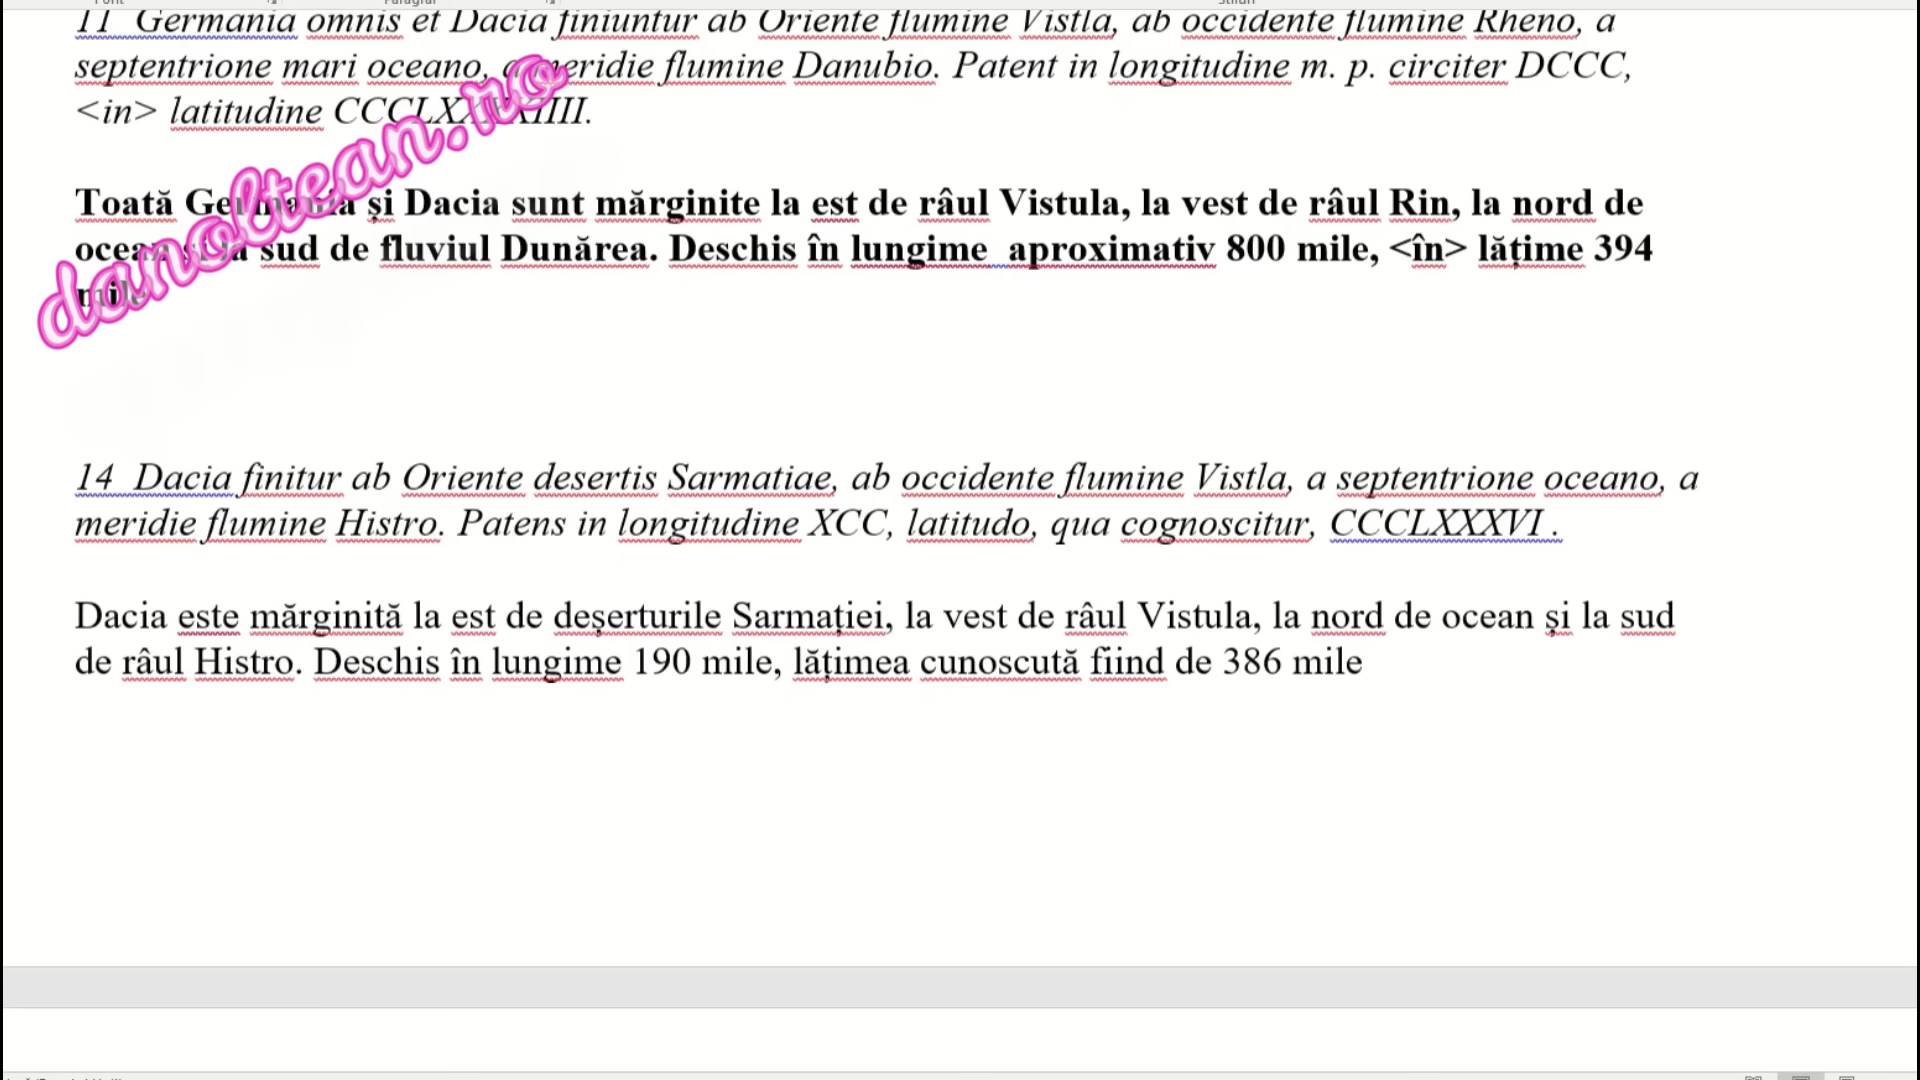 11 Germania omnis et Dacia finiuntur ab Oriente flumine Vistla, ab occidente flumine Rheno, a
septentrione mari oceano, a meridie flumine Danubio. Patent in longitudine m. p. circiter DCCC,
<in> latitudine
Toată Germania și Dacia sunt mărginite la est de râul Vistula, la vest de râul Rin, la nord de
ocean și la sud de fluviul Dunărea. Deschis în lungime aproximativ 800 mile, <în> lățime 394
mile
danoltean.ro
14 Dacia finitur ab Oriente desertis Sarmatiae, ab occidente flumine Vistla, a septentrione oceano, a
meridie flumine Histro. Patens in longitudine XCC, latitudo, qua cognoscitur, CCCLXXXVI .
Dacia este mărginită la est de deșerturile Sarmației, la vest de râul Vistula, la nord de ocean și la sud
de râul Histro. Deschis în lungime 190 mile, lățimea cunoscută fiind de 386 mile